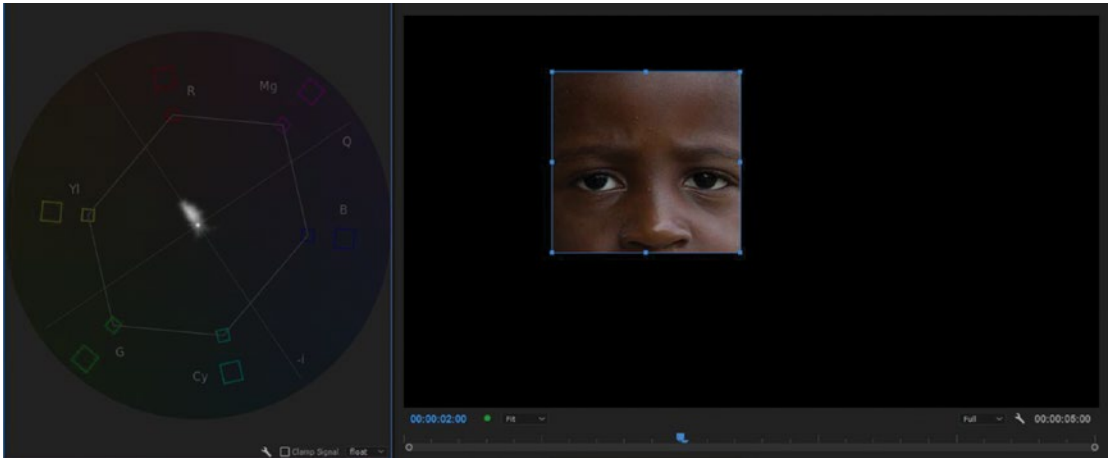 R
Mg
Q
Yl
B
G
Cy
-i
Clamp Signal float
00:00:02:00 Fit Full 00:00:05:00